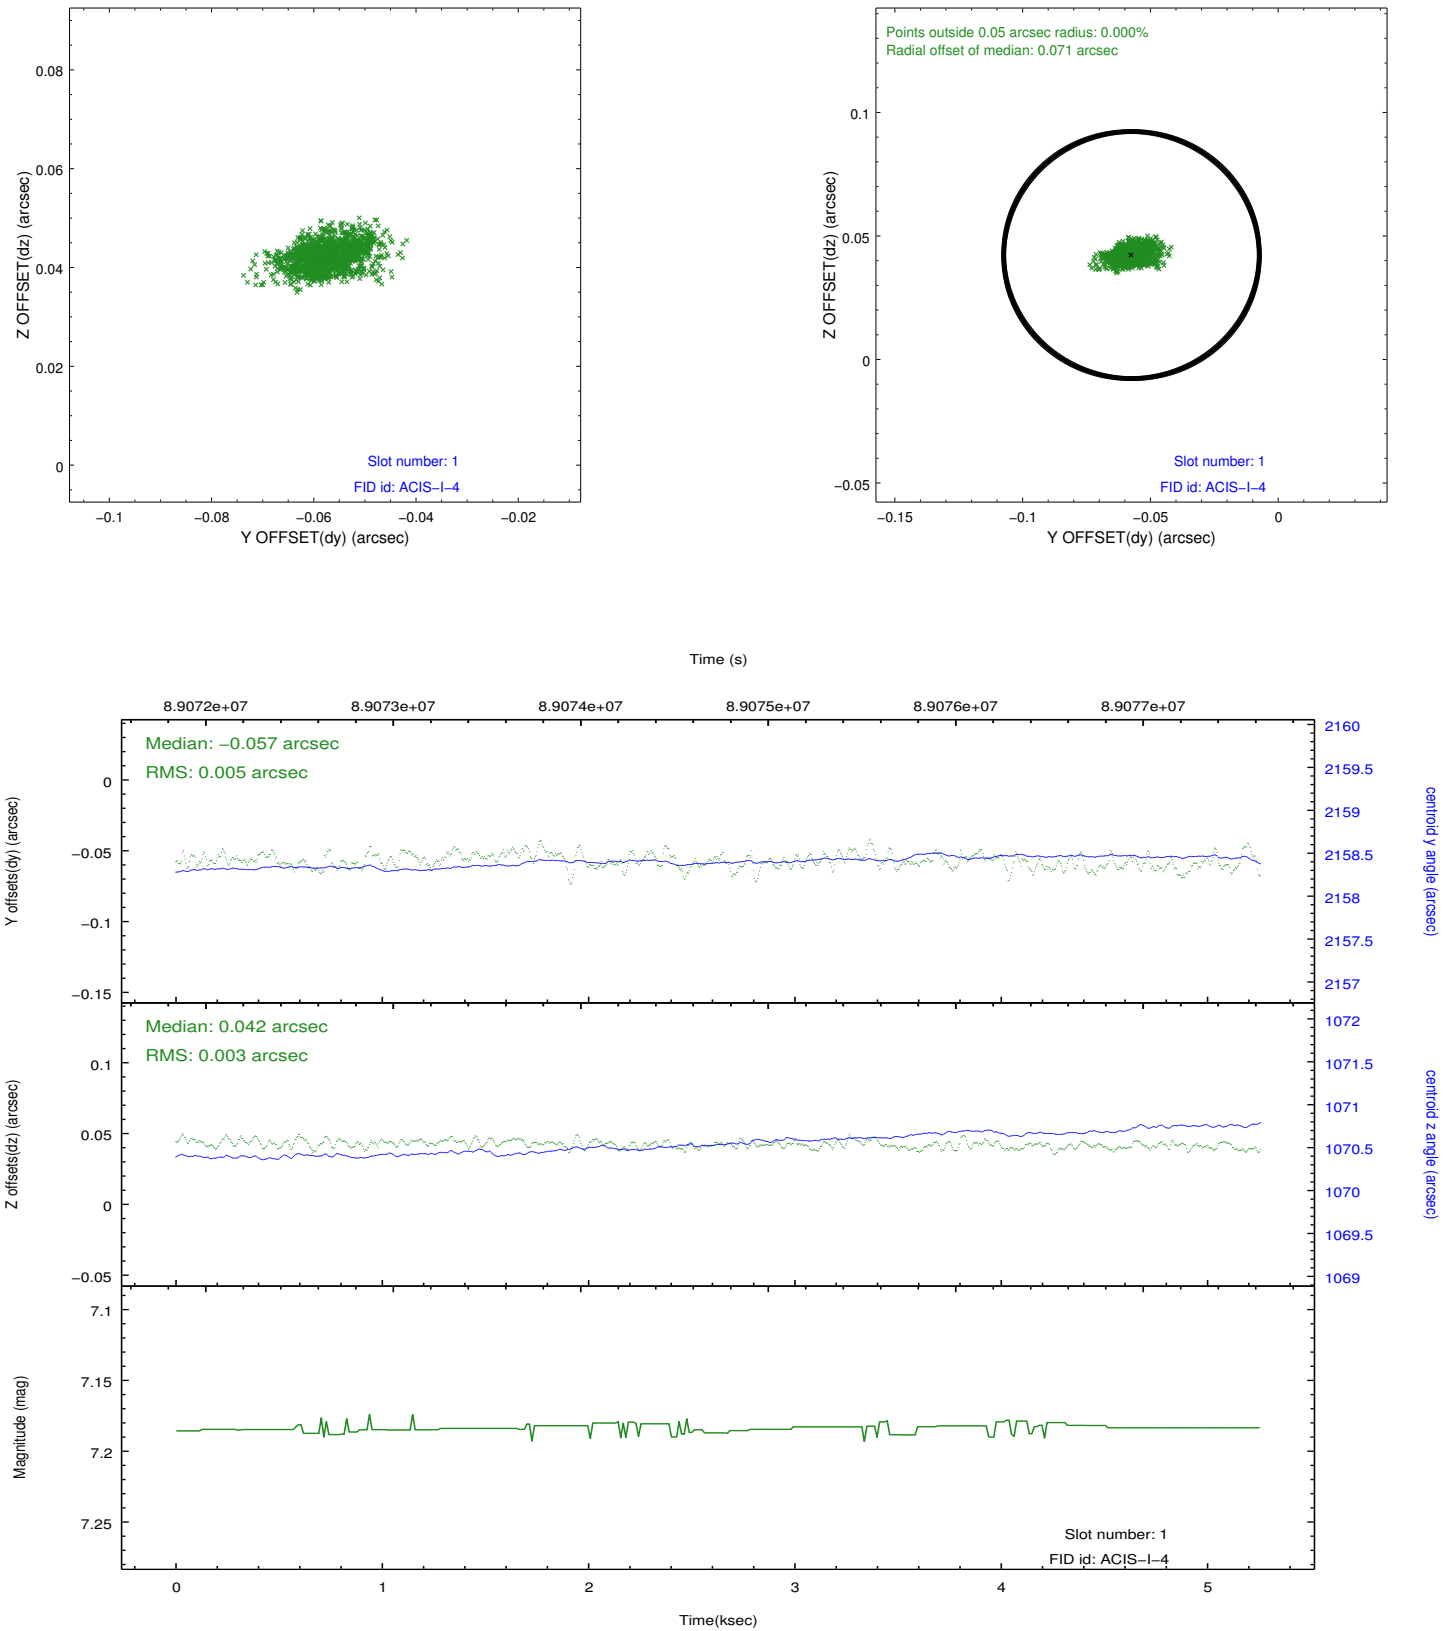 0.08
0.06
0.04
0.02
0
Z OFFSET(dz) (arcsec)
Slot number: 1
FID id: ACIS−I−4
−0.1
−0.08
−0.06
−0.04
−0.02
Y OFFSET(dy) (arcsec)
Points outside 0.05 arcsec radius: 0.000%
Radial offset of median: 0.071 arcsec
0.1
0.05
0
−0.05
Z OFFSET(dz) (arcsec)
Slot number: 1
FID id: ACIS−I−4
−0.15
−0.1
−0.05
0
Y OFFSET(dy) (arcsec)
Time (s)
8.9072e+07
8.9073e+07
8.9074e+07
8.9075e+07
8.9076e+07
8.9077e+07
Median: −0.057 arcsec
RMS: 0.005 arcsec
0
−0.05
−0.1
−0.15
Y offsets(dy) (arcsec)
2160
2159.5
2159
2158.5
2158
2157.5
2157
centroid y angle (arcsec)
Median: 0.042 arcsec
RMS: 0.003 arcsec
0.1
0.05
0
−0.05
Z offsets(dz) (arcsec)
1072
1071.5
1071
1070.5
1070
1069.5
1069
centroid z angle (arcsec)
7.1
7.15
7.2
7.25
Magnitude (mag)
Slot number: 1
FID id: ACIS−I−4
0
1
2
3
4
5
Time(ksec)